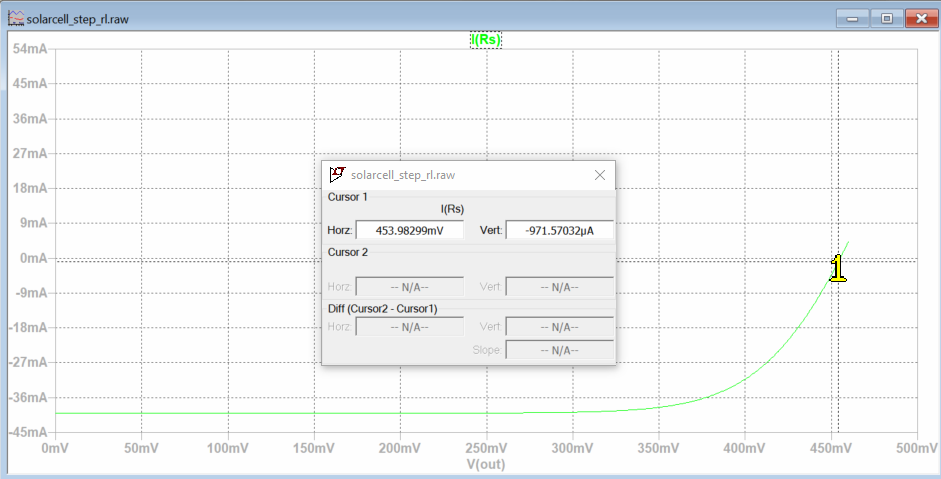 solarcell_step_rl.raw
I(Rs)
54mA
45mA
36mA
27mA
18mA
9mA
0mA
-9mA
-18mA
-27mA
-36mA
-45mA
solarcell_step_rl.raw
Cursor 1
I(Rs)
Horz: 453.98299mV Vert: -971.57032µA
Cursor 2
Horz: -- N/A-- Vert: -- N/A--
Diff (Cursor2 - Cursor1)
Horz: -- N/A-- Vert: -- N/A--
Slope: -- N/A--
1
0mV 50mV 100mV 150mV 200mV 250mV 300mV 350mV 400mV 450mV 500mV
V(out)